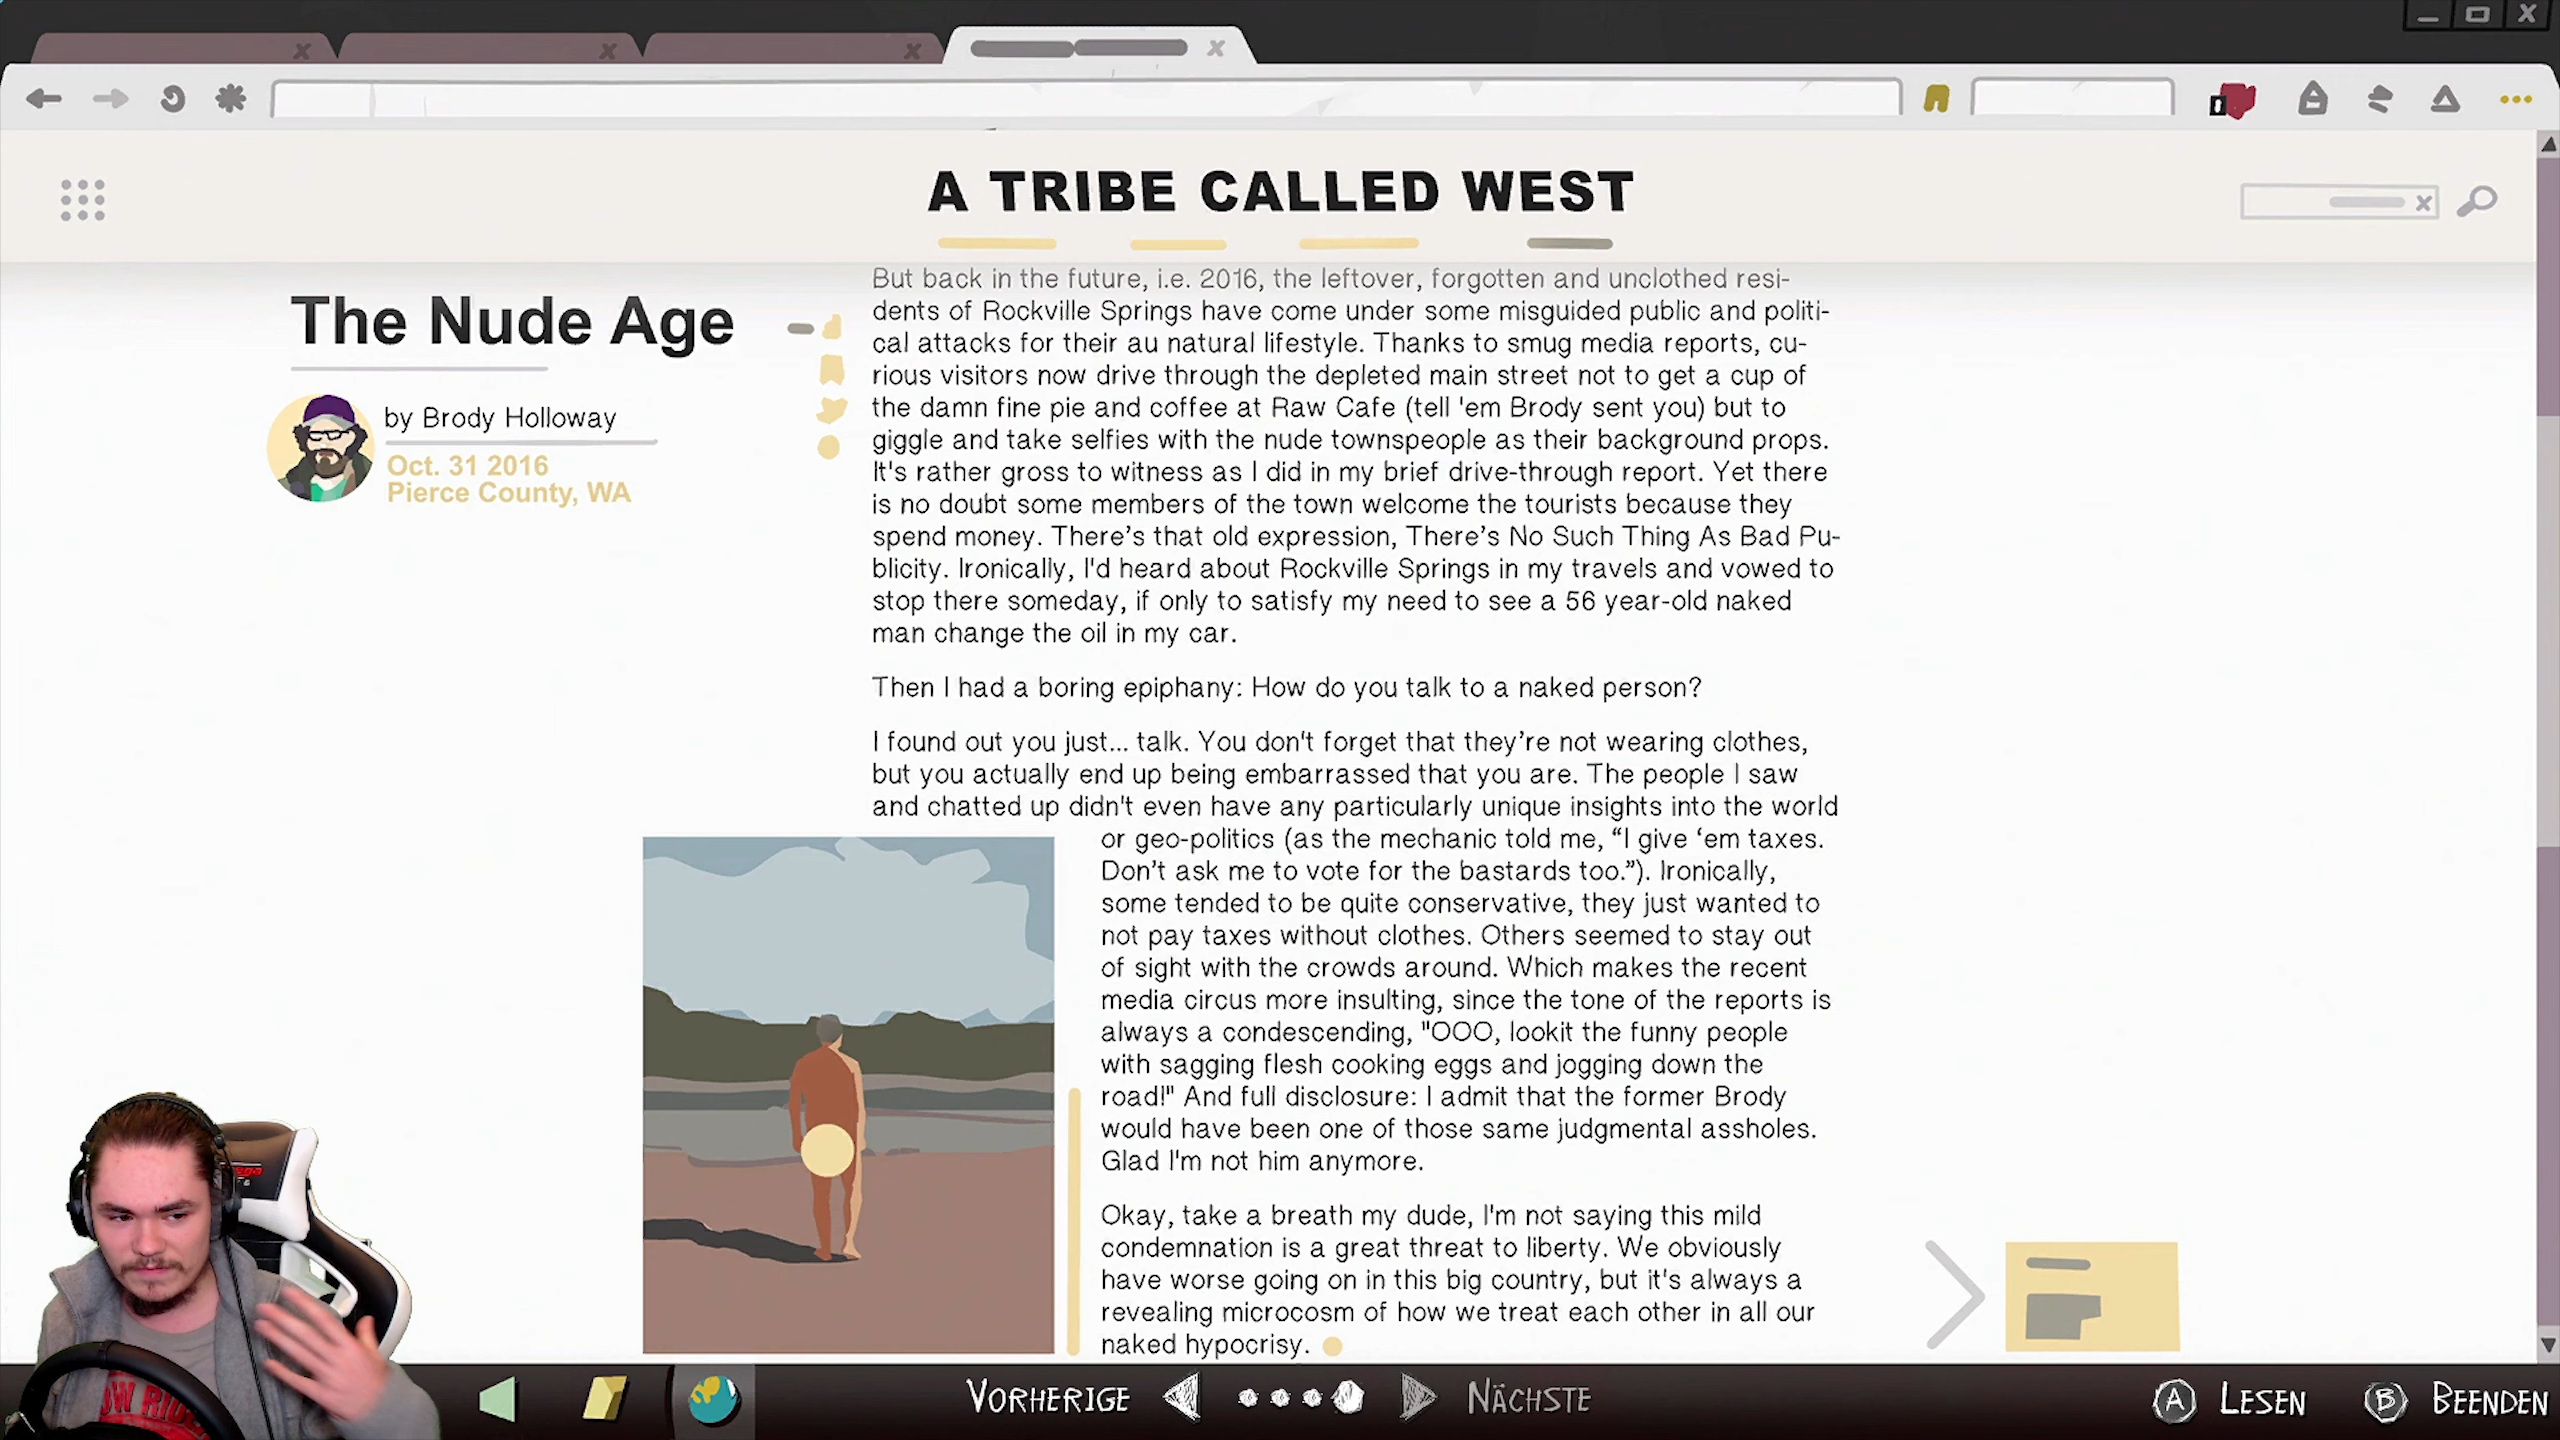 A TRIBE CALLED WEST
The Nude Age
by Brody Holloway
Oct. 31 2016
Pierce County, WA
But back in the future, i.e. 2016, the leftover, forgotten and unclothed resi-
dents of Rockville Springs have come under some misguided public and politi-
cal attacks for their au natural lifestyle. Thanks to smug media reports, cu-
rious visitors now drive through the depleted main street not to get a cup of
the damn fine pie and coffee at Raw Cafe (tell 'em Brody sent you) but to
giggle and take selfies with the nude townspeople as their background props.
It's rather gross to witness as I did in my brief drive-through report. Yet there
is no doubt some members of the town welcome the tourists because they
spend money. There's that old expression, There's No Such Thing As Bad Pu-
blicity. Ironically, I'd heard about Rockville Springs in my travels and vowed to
stop there someday, if only to satisfy my need to see a 56 year-old naked
man change the oil in my car.
Then I had a boring epiphany: How do you talk to a naked person?
I found out you just... talk. You don't forget that they're not wearing clothes,
but you actually end up being embarrassed that you are. The people I saw
and chatted up didn't even have any particularly unique insights into the world
or geo-politics (as the mechanic told me, “I give ‘em taxes.
Don't ask me to vote for the bastards too.”). Ironically,
some tended to be quite conservative, they just wanted to
not pay taxes without clothes. Others seemed to stay out
of sight with the crowds around. Which makes the recent
media circus more insulting, since the tone of the reports is
always a condescending, "OOO, lookit the funny people
with sagging flesh cooking eggs and jogging down the
road!" And full disclosure: I admit that the former Brody
would have been one of those same judgmental assholes.
Glad I'm not him anymore.
Okay, take a breath my dude, I'm not saying this mild
condemnation is a great threat to liberty. We obviously
have worse going on in this big country, but it's always a
revealing microcosm of how we treat each other in all our
naked hypocrisy.
VORHERIGE
NÄCHSTE
A LESEN
B BEENDEN